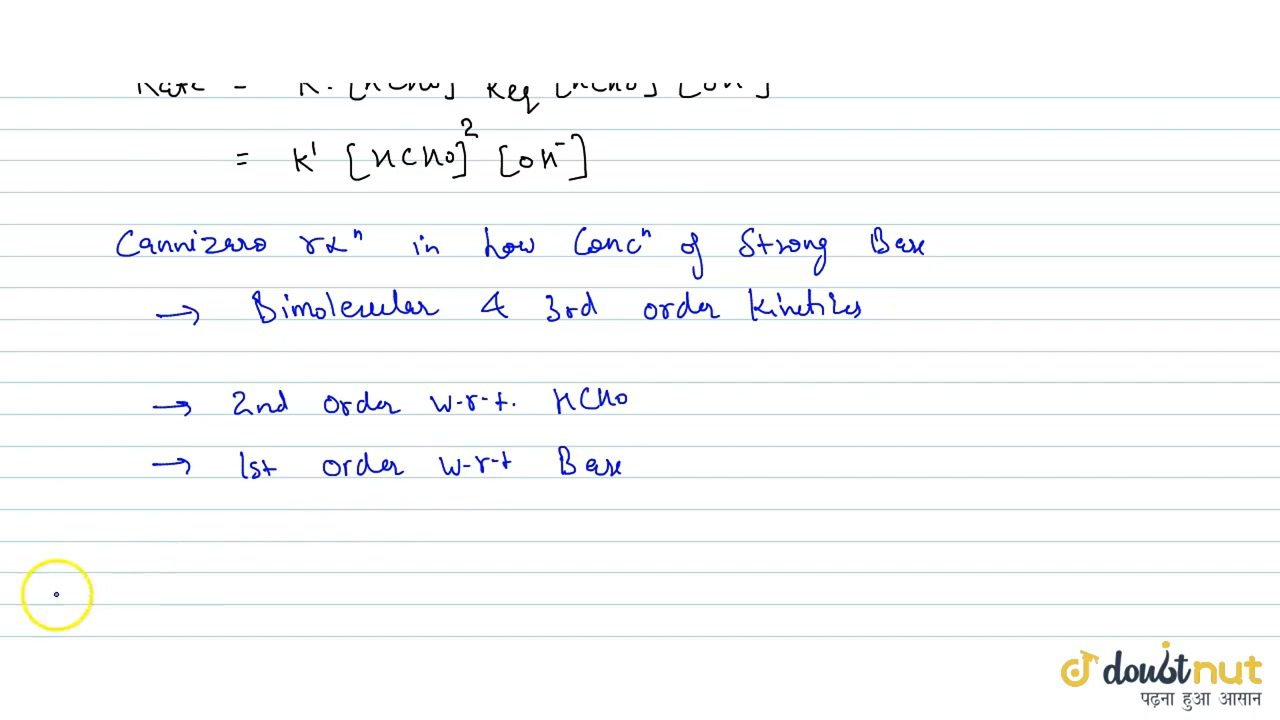 = K' [HCHO]² [OH⁻]
Cannizaro rxⁿ in low Concⁿ of Strong Base
→ Bimolecular & 3rd order Kinetics
→ 2nd order w-r-t. HCHO
→ 1st order w-r-t Base
doubtnut
पढ़ना हुआ आसान